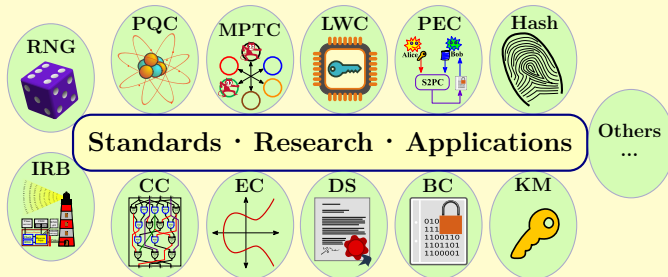 RNG
PQC
MPTC
LWC
PEC
Hash
Alice
Bob
S2PC
Standards · Research · Applications
Others
...
IRB
CC
EC
DS
BC
KM
010
111
1100110
1101101
1100001